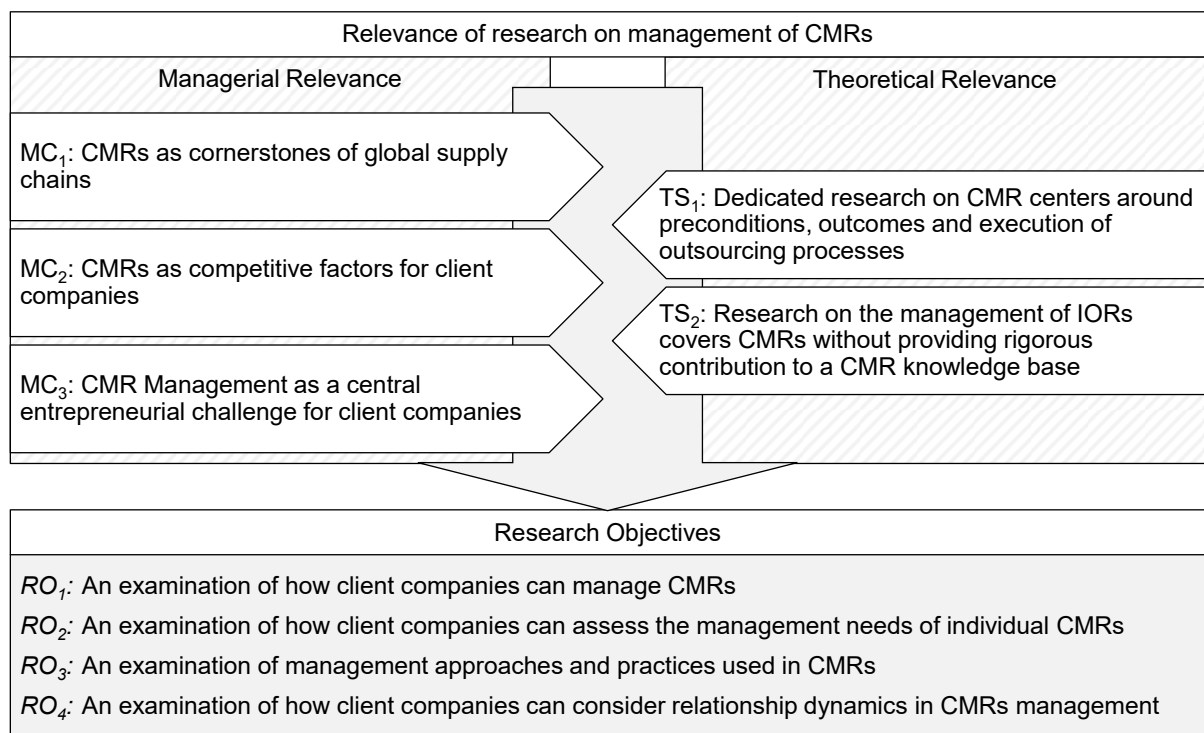 Relevance of research on management of CMRs
Managerial Relevance
Theoretical Relevance
MC₁: CMRs as cornerstones of global supply
chains
MC₂: CMRs as competitive factors for client
companies
MC₃: CMR Management as a central
entrepreneurial challenge for client companies
TS₁: Dedicated research on CMR centers around
preconditions, outcomes and execution of
outsourcing processes
TS₂: Research on the management of IORs
covers CMRs without providing rigorous
contribution to a CMR knowledge base
Research Objectives
RO₁: An examination of how client companies can manage CMRs
RO₂: An examination of how client companies can assess the management needs of individual CMRs
RO₃: An examination of management approaches and practices used in CMRs
RO₄: An examination of how client companies can consider relationship dynamics in CMRs management